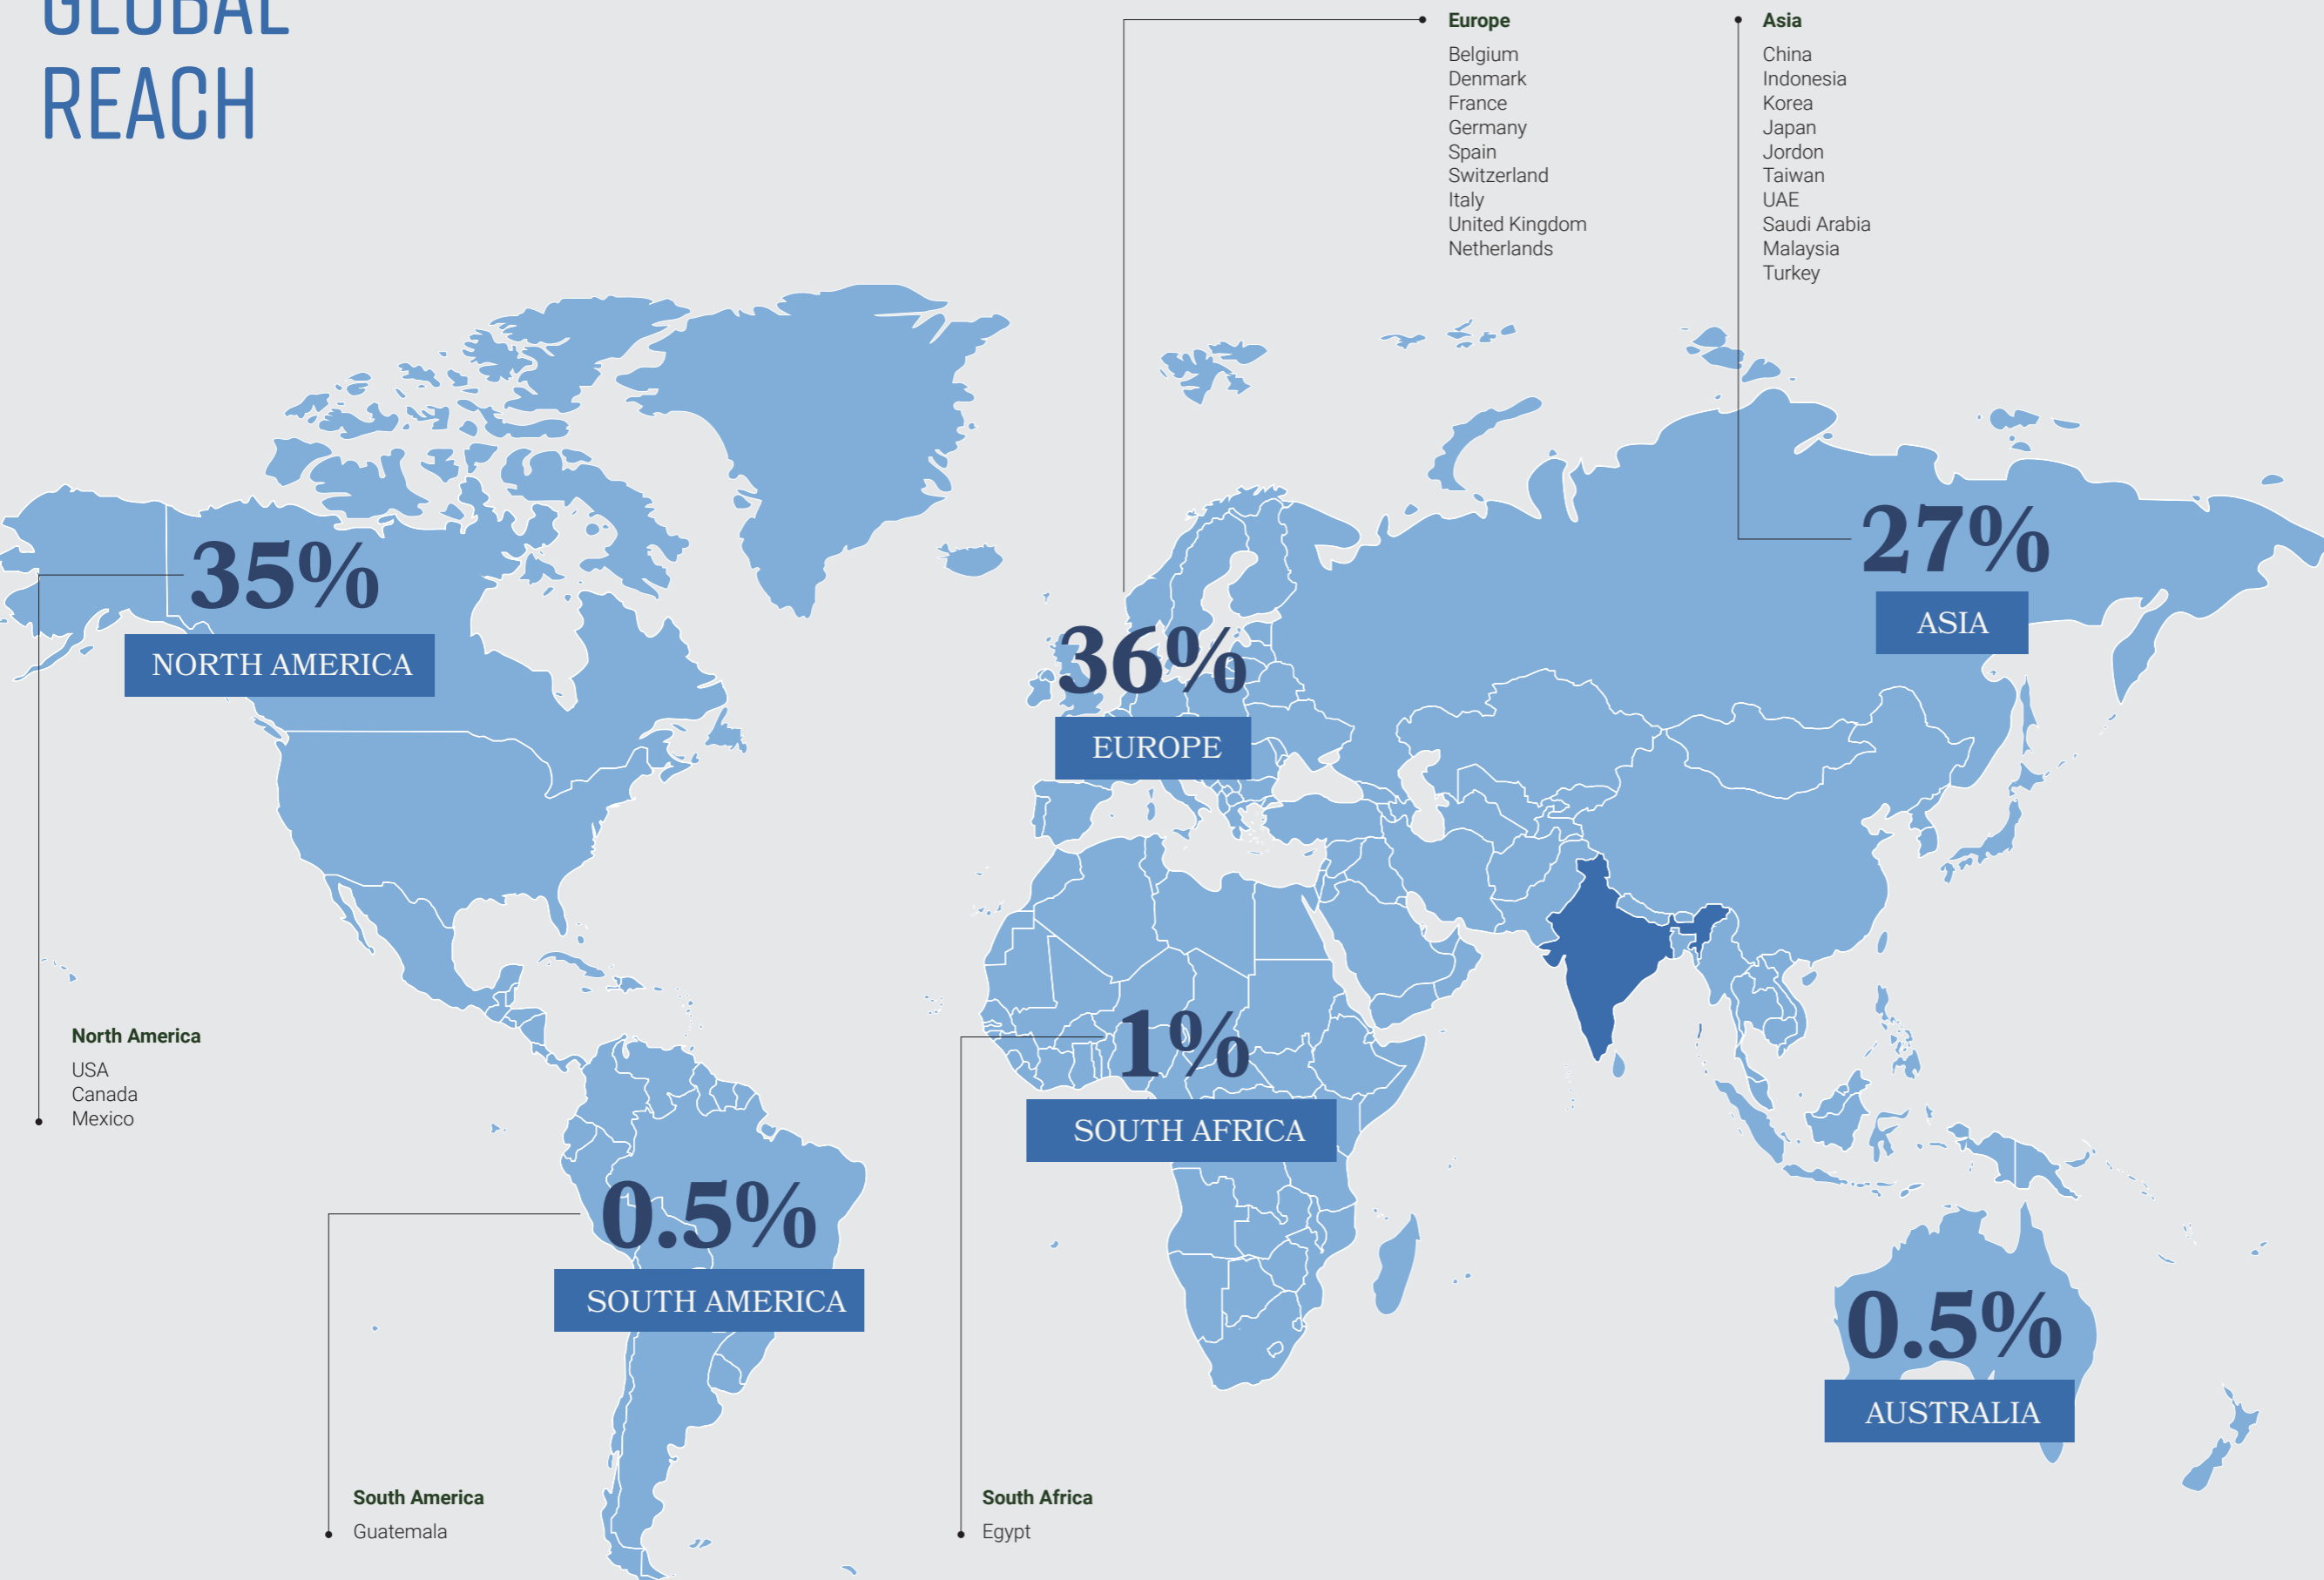 GLOBAL
REACH
Europe
Belgium
Denmark
France
Germany
Spain
Switzerland
Italy
United Kingdom
Netherlands
Asia
China
Indonesia
Korea
Japan
Jordon
Taiwan
UAE
Saudi Arabia
Malaysia
Turkey
35%
NORTH AMERICA
27%
ASIA
36%
EUROPE
North America
USA
Canada
Mexico
1%
SOUTH AFRICA
0.5%
SOUTH AMERICA
0.5%
AUSTRALIA
South America
Guatemala
South Africa
Egypt